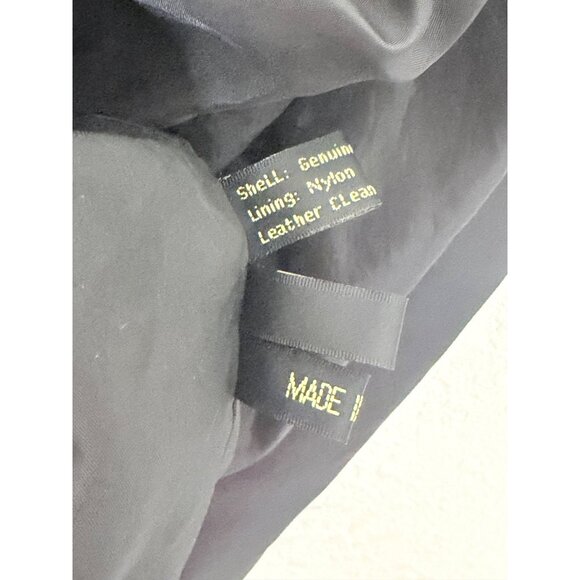 Shell: Genuin
Lining: Nylon
Leather Clean
MADE I